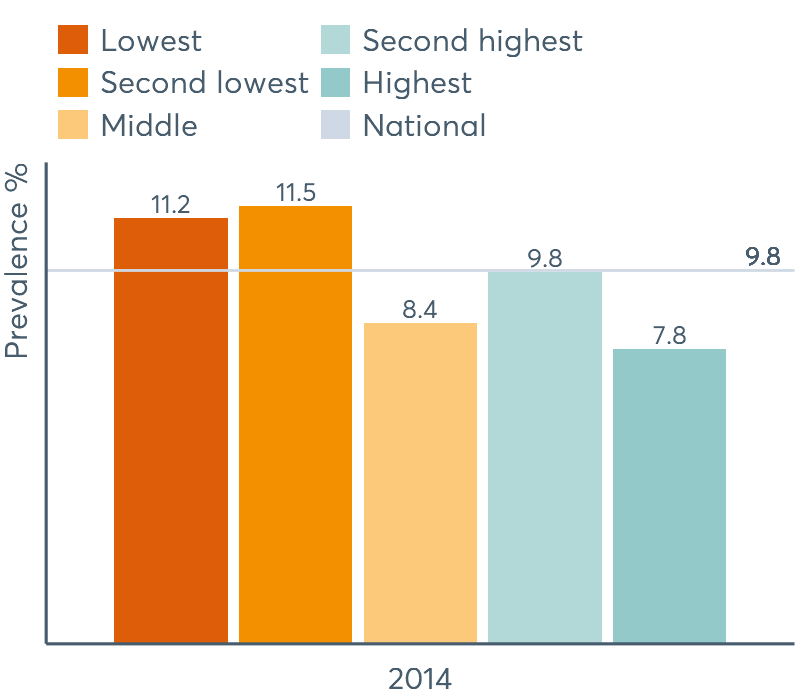 Lowest
Second lowest
Middle
Second highest
Highest
National
Prevalence %
11.2
11.5
8.4
9.8
7.8
9.8
2014